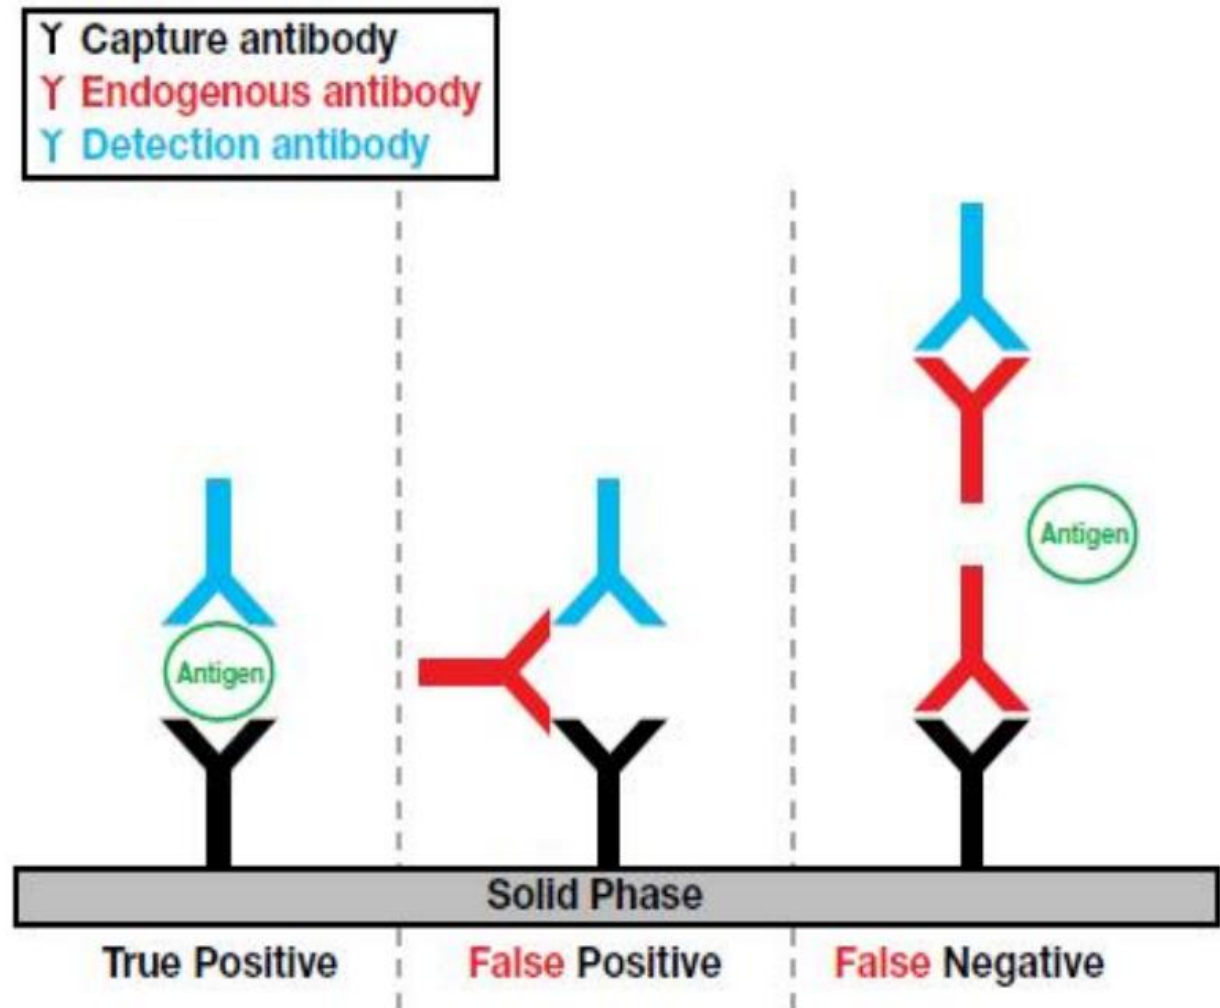 Capture antibody
Endogenous antibody
Detection antibody
Antigen
Antigen
Solid Phase
True Positive
False Positive
False Negative